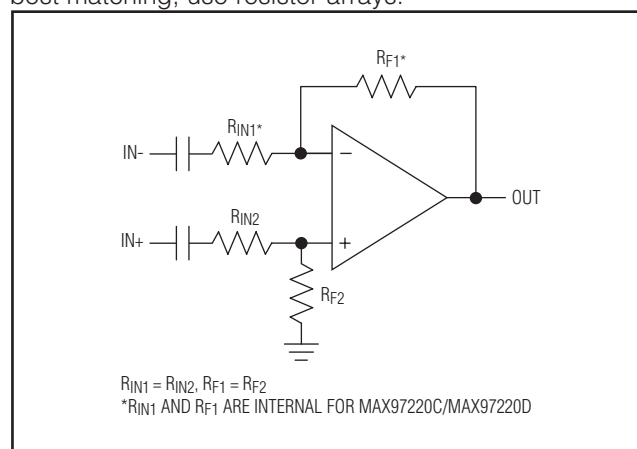 best matching, use resistor arrays.
RF1*
RIN1*
IN-
−
OUT
RIN2
IN+
+
RF2
RIN1 = RIN2, RF1 = RF2
*RIN1 AND RF1 ARE INTERNAL FOR MAX97220C/MAX97220D